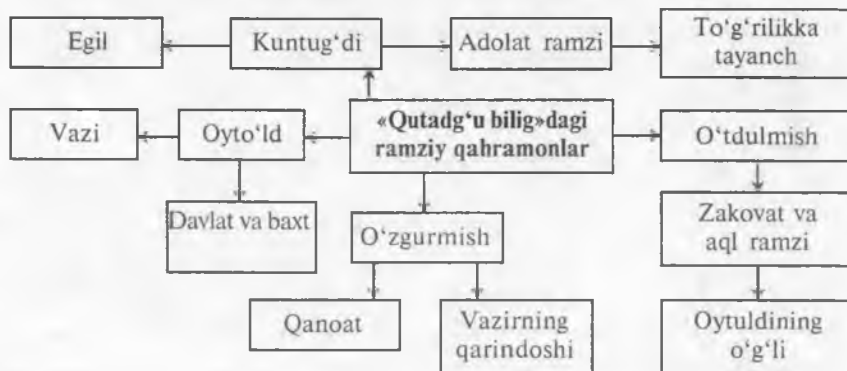 Egil
Kuntug‘di
Adolat ramzi
To‘g‘rilikka
tayanch
Vazi
Oyto‘ld
«Qutadg‘u bilig»dagi
ramziy qahramonlar
O‘tdulmish
Davlat va baxt
O‘zgurmish
Zakovat va
aql ramzi
Qanoat
Vazirning
qarindoshi
Oytuldining
o‘g‘li